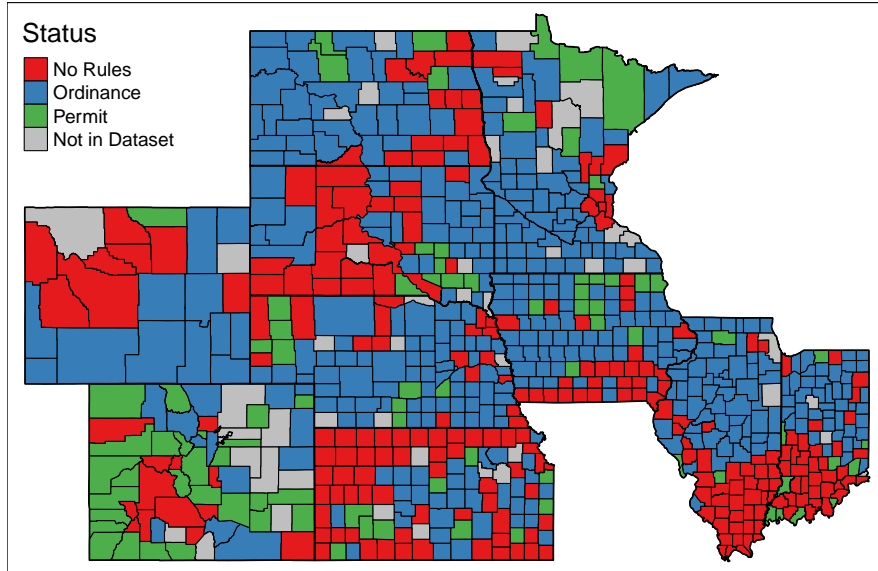 Status
No Rules
Ordinance
Permit
Not in Dataset